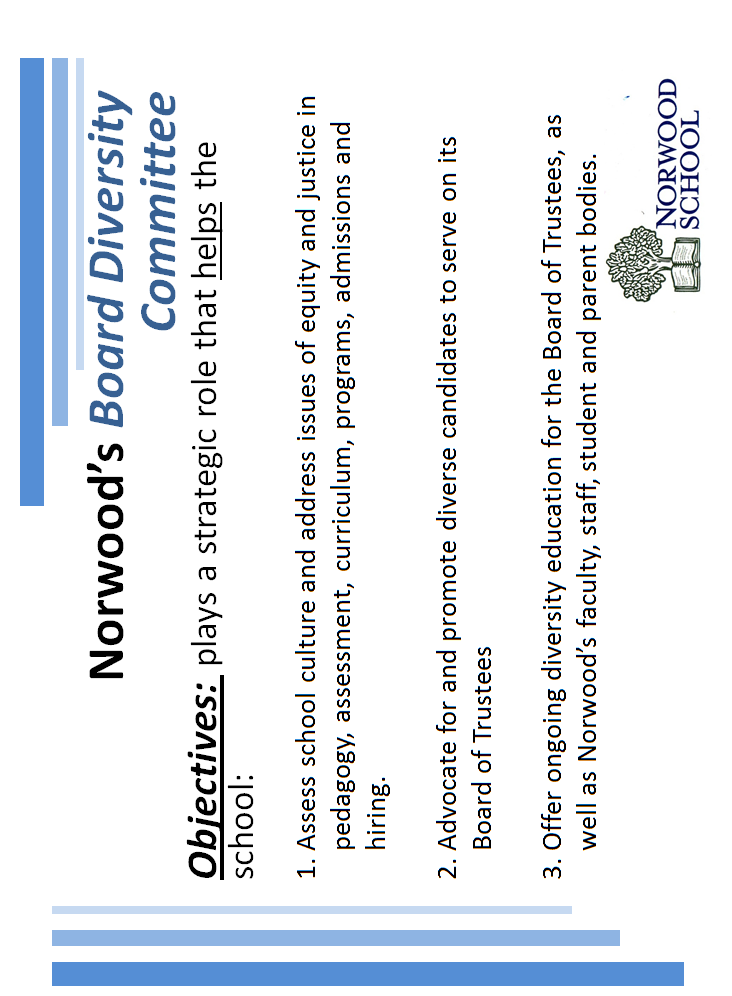 Norwood's Board Diversity
Committee
Objectives: plays a strategic role that helps the
school:
1. Assess school culture and address issues of equity and justice in
pedagogy, assessment, curriculum, programs, admissions and
hiring.
2. Advocate for and promote diverse candidates to serve on its
Board of Trustees
3. Offer ongoing diversity education for the Board of Trustees, as
well as Norwood's faculty, staff, student and parent bodies.
NORWOOD
SCHOOL